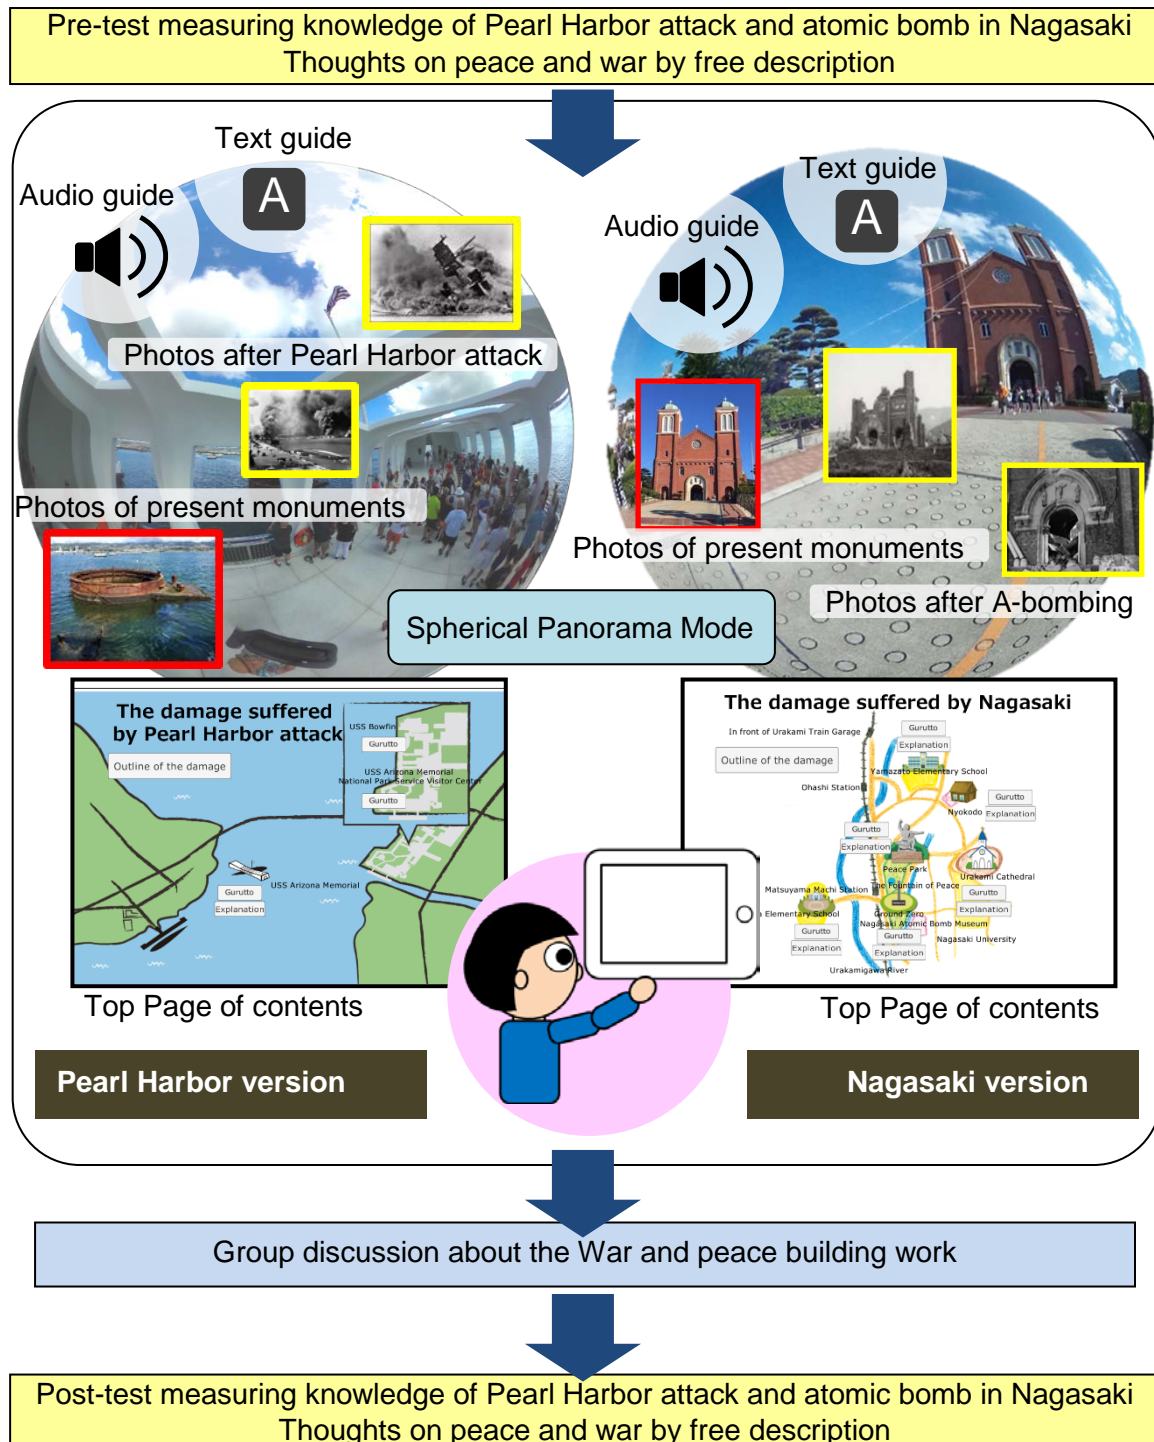 Pre-test measuring knowledge of Pearl Harbor attack and atomic bomb in Nagasaki
Thoughts on peace and war by free description
Text guide
A
Audio guide
Photos after Pearl Harbor attack
Photos of present monuments
Text guide
A
Audio guide
Photos of present monuments
Photos after A-bombing
Spherical Panorama Mode
The damage suffered
by Pearl Harbor attack
Outline of the damage
USS Bowfin
Gurutto
USS Arizona Memorial
National Park Service Visitor Center
Gurutto
USS Arizona Memorial
Gurutto
Explanation
Top Page of contents
The damage suffered by Nagasaki
In front of Urakami Train Garage
Outline of the damage
Gurutto
Explanation
Yamazato Elementary School
Ohashi Station
Gurutto
Explanation
Nyokodo
Gurutto
Explanation
Peace Park
Urakami Cathedral
Matsuyama Machi Station
The Fountain of Peace
Gurutto
Explanation
a Elementary School
Ground Zero
Nagasaki Atomic Bomb Museum
Gurutto
Explanation
Gurutto
Explanation
Nagasaki University
Urakamigawa River
Top Page of contents
Pearl Harbor version
Nagasaki version
Group discussion about the War and peace building work
Post-test measuring knowledge of Pearl Harbor attack and atomic bomb in Nagasaki
Thoughts on peace and war by free description